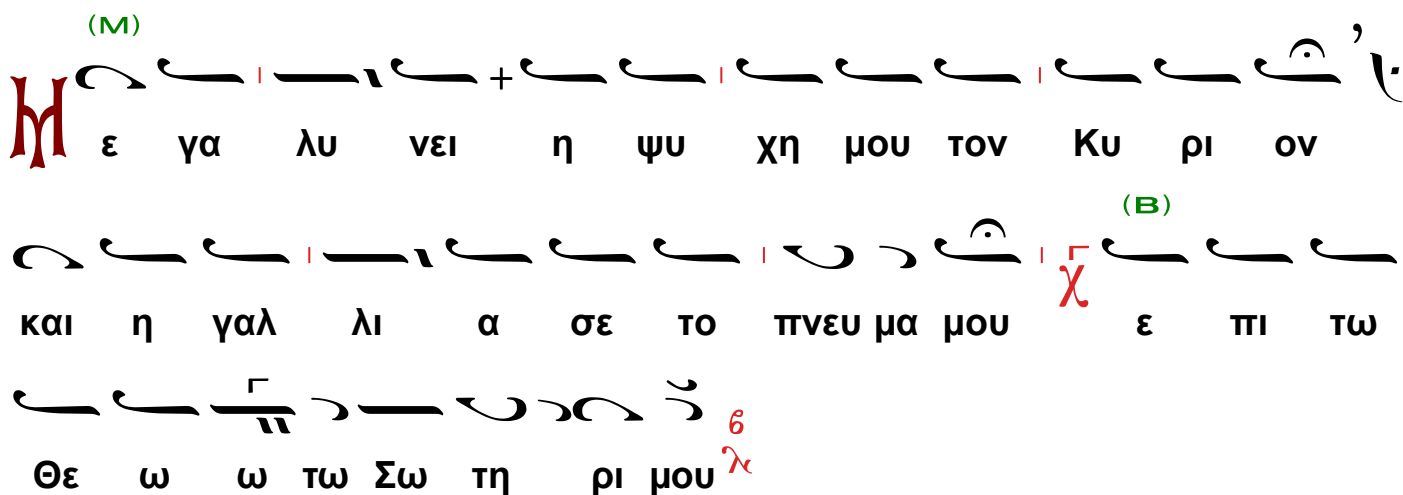 (Μ)
Μ ε γα λυ νει η ψυ χη μου τον Κυ ρι ον
(Β)
και η γαλ λι α σε το πνευ μα μου ε πι τω
Θε ω ω τω Σω τη ρι μου